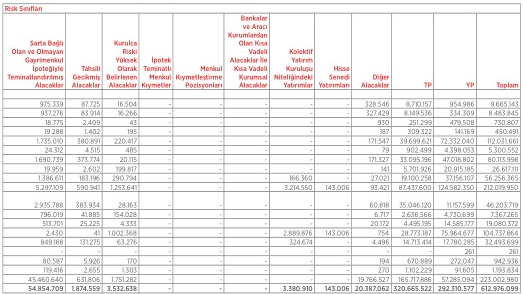 Risk Sınıfları
Şarta Bağlı Olan ve Olmayan Gayrimenkul İpoteğiyle Teminatlandırılmış Alacaklar | Tahsili Gecikmiş Alacaklar | Kurulca Riski Yüksek Olarak Belirlenen Alacaklar | İpotek Teminatlı Menkul Kıymetler | Menkul Kıymetleştirme Pozisyonları | Bankalar ve Aracı Kurumlardan Olan Kısa Vadeli Alacaklar İle Kısa Vadeli Kurumsal Alacaklar | Kolektif Yatırım Kuruluşu Niteliğindeki Yatırımlar | Hisse Senedi Yatırımları | Diğer Alacaklar | TP | YP | Toplam
975.339 87.725 16.504 - - - - - 328.546 8.710.157 954.986 9.665.143
937.276 83.914 16.266 - - - - - 327.429 8.149.536 334.309 8.483.845
18.775 2.409 43 - - - - - 930 251.299 479.508 730.807
19.288 1.402 195 - - - - - 187 309.322 141.169 450.491
1.735.010 380.891 220.417 - - - - - 171.547 39.699.621 72.332.040 112.031.661
24.312 4.515 485 - - - - - 79 902.499 4.398.053 5.300.552
1.690.739 373.774 20.115 - - - - - 171.327 33.095.196 47.018.802 80.113.998
19.959 2.602 199.817 - - - - - 141 5.701.926 20.915.185 26.617.111
1.386.611 183.196 290.794 - - - 166.360 - 27.021 19.100.258 37.156.107 56.256.365
5.297.109 590.941 1.253.641 - - - 3.214.550 143.006 93.421 87.437.600 124.582.350 212.019.950
2.935.788 383.934 28.163 - - - - - 60.818 35.046.120 11.157.599 46.203.719
796.019 41.885 154.028 - - - - - 6.717 2.636.566 4.730.699 7.367.265
513.701 25.225 4.333 - - - - - 20.172 4.495.195 14.585.177 19.080.372
2.430 41 1.002.368 - - - 2.889.876 143.006 754 28.773.187 75.964.677 104.737.864
849.168 131.275 63.276 - - - 324.674 - 4.496 14.713.414 17.780.285 32.493.699
- - - - - - - - - - 261 261
80.587 5.926 170 - - - - - 194 670.889 272.047 942.936
119.416 2.655 1.303 - - - - - 270 1.102.229 91.605 1.193.834
45.460.640 631.806 1.751.282 - - - - - 19.766.527 165.717.886 57.285.094 223.002.980
54.854.709 1.874.559 3.532.638 - - - 3.380.910 143.006 20.387.062 320.665.522 292.310.577 612.976.099